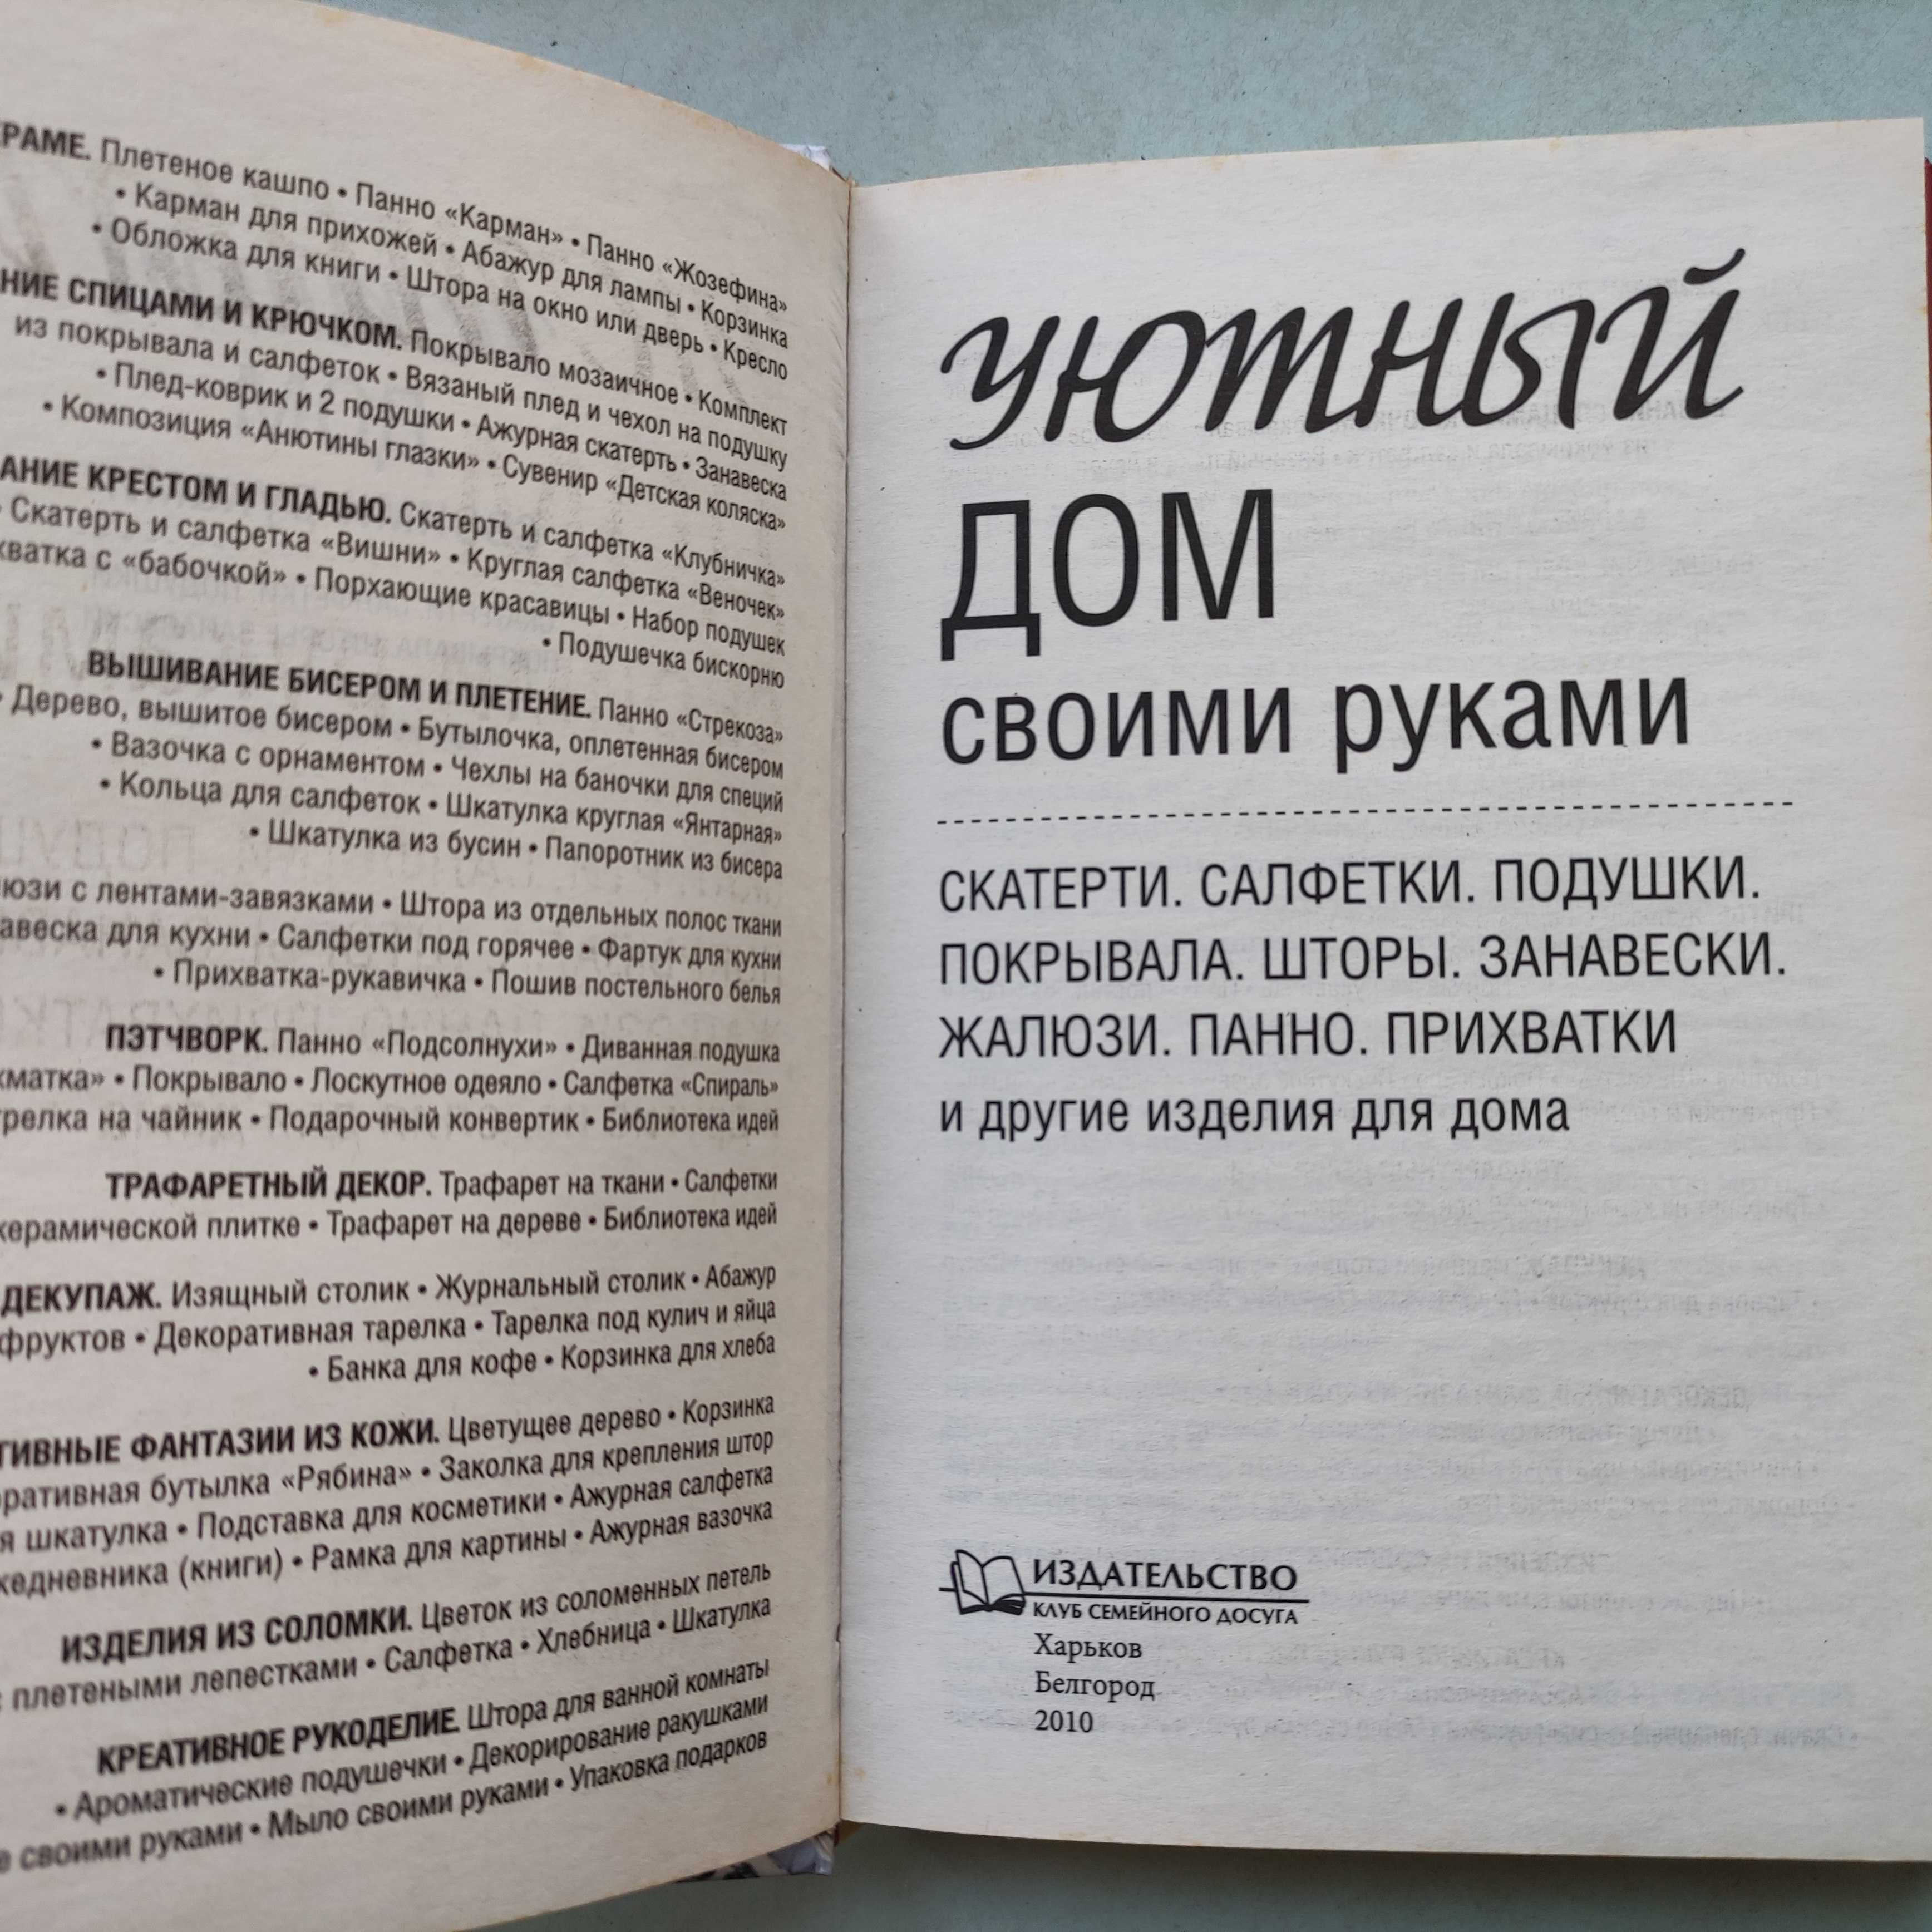 Плетеное кашпо • Панно «Карман» • Панно «Жозефина»
• Карман для прихожей • Абажур для лампы • Корзинка
• Обложка для книги • Штора на окно или дверь • Кресло
СПИЦАМИ И КРЮЧКОМ. Покрывало мозаичное • Комплект
из покрывала и салфеток • Вязаный плед и чехол на подушку
• Плед-коврик и 2 подушки • Ажурная скатерть • Занавеска
• Композиция «Анютины глазки» • Сувенир «Детская коляска»
КРЕСТОМ И ГЛАДЬЮ. Скатерть и салфетка «Клубничка»
• Скатерть и салфетка «Вишни» • Круглая салфетка «Веночек»
с «бабочкой» • Порхающие красавицы • Набор подушек
• Подушечка бискорню
ВЫШИВАНИЕ БИСЕРОМ И ПЛЕТЕНИЕ. Панно «Стрекоза»
• Дерево, вышитое бисером • Бутылочка, оплетенная бисером
• Вазочка с орнаментом • Чехлы на баночки для специй
• Кольца для салфеток • Шкатулка круглая «Янтарная»
• Шкатулка из бусин • Папоротник из бисера
с лентами-завязками • Штора из отдельных полос ткани
для кухни • Салфетки под горячее • Фартук для кухни
• Прихватка-рукавичка • Пошив постельного белья
ПЭТЧВОРК. Панно «Подсолнухи» • Диванная подушка
• Покрывало • Лоскутное одеяло • Салфетка «Спираль»
на чайник • Подарочный конвертик • Библиотека идей
ТРАФАРЕТНЫЙ ДЕКОР. Трафарет на ткани • Салфетки
керамической плитке • Трафарет на дереве • Библиотека идей
ДЕКУПАЖ. Изящный столик • Журнальный столик • Абажур
фруктов • Декоративная тарелка • Тарелка под кулич и яйца
• Банка для кофе • Корзинка для хлеба
ФАНТАЗИИ ИЗ КОЖИ. Цветущее дерево • Корзинка
бутылка «Рябина» • Заколка для крепления штор
шкатулка • Подставка для косметики • Ажурная салфетка
(книги) • Рамка для картины • Ажурная вазочка
ИЗДЕЛИЯ ИЗ СОЛОМКИ. Цветок из соломенных петель
с плетеными лепестками • Салфетка • Хлебница • Шкатулка
КРЕАТИВНОЕ РУКОДЕЛИЕ. Штора для ванной комнаты
• Ароматические подушечки • Декорирование ракушками
своими руками • Мыло своими руками • Упаковка подарков
уютный
ДОМ
своими руками
СКАТЕРТИ. САЛФЕТКИ. ПОДУШКИ.
ПОКРЫВАЛА. ШТОРЫ. ЗАНАВЕСКИ.
ЖАЛЮЗИ. ПАННО. ПРИХВАТКИ
и другие изделия для дома
ИЗДАТЕЛЬСТВО
КЛУБ СЕМЕЙНОГО ДОСУГА
Харьков
Белгород
2010